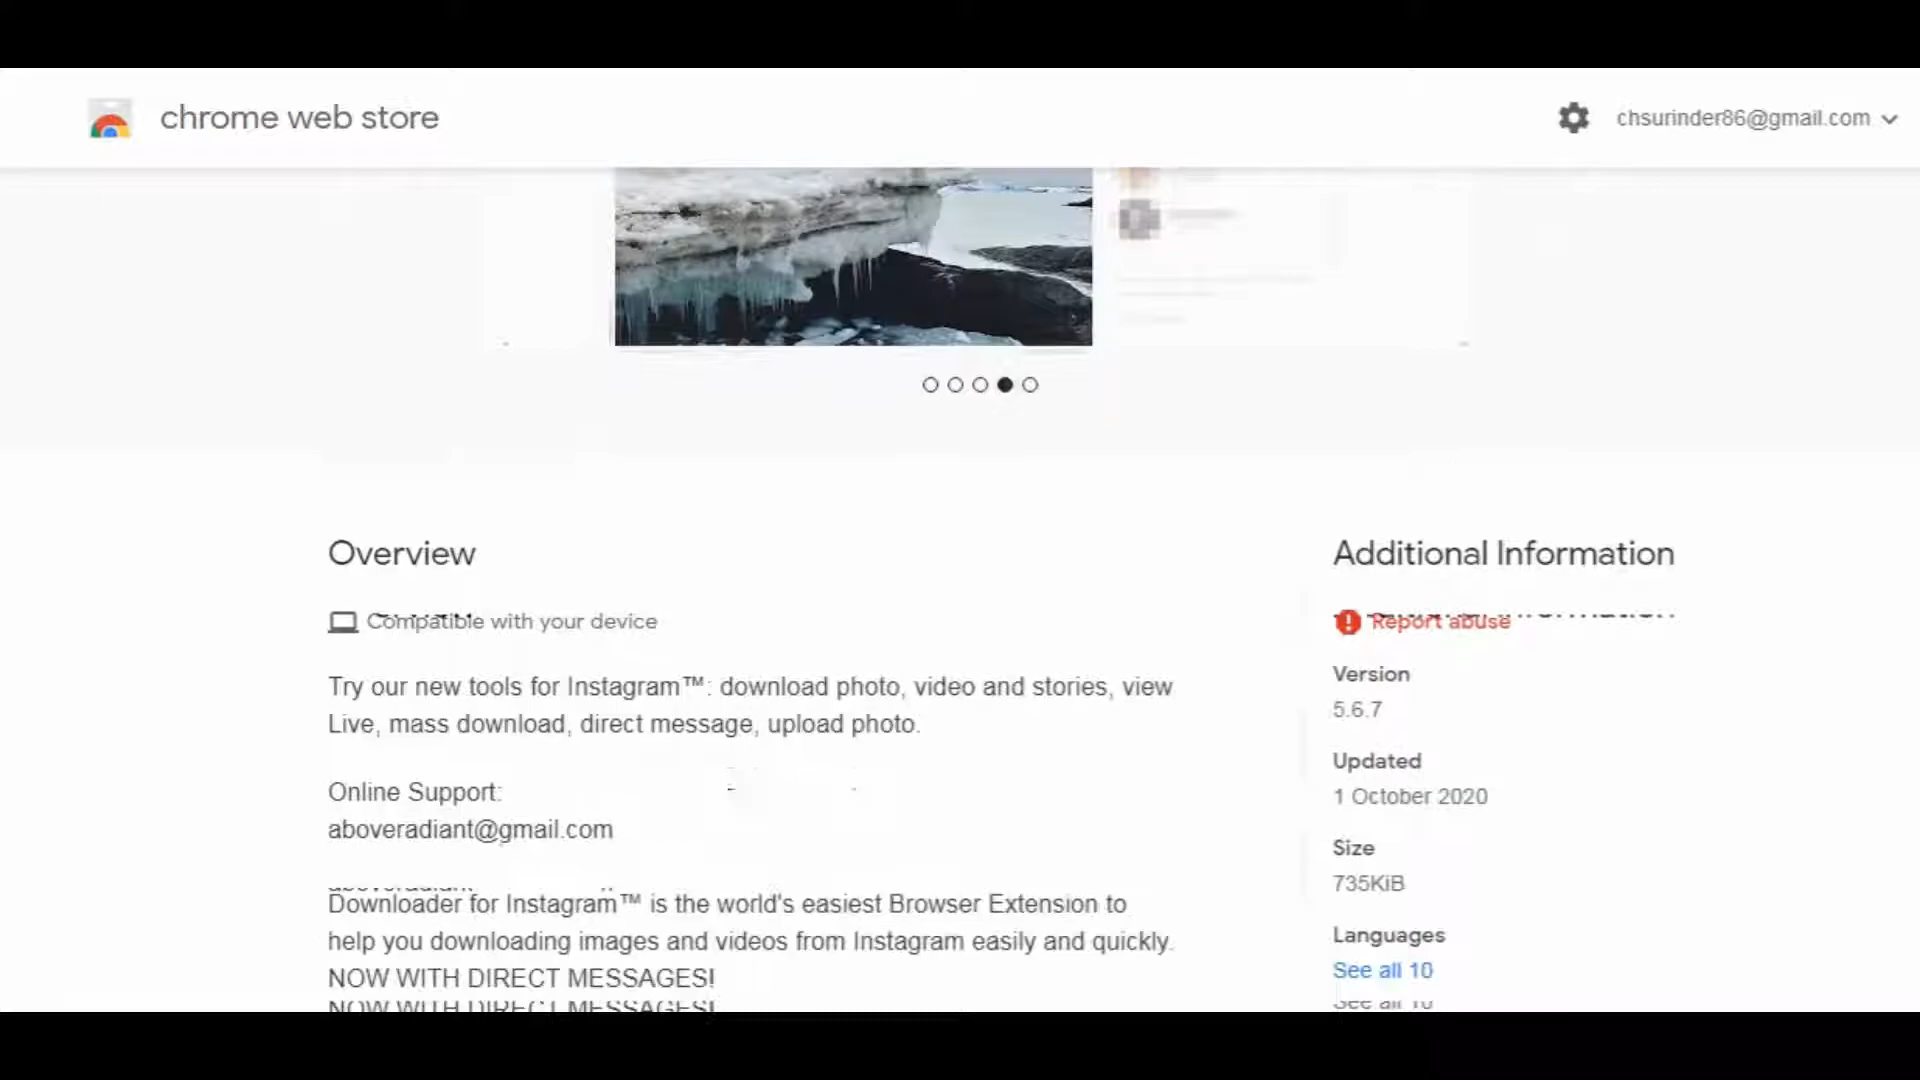 chrome web store
chsurinder86@gmail.com
Overview
Additional Information
Compatible with your device
Report abuse
Try our new tools for Instagram™: download photo, video and stories, view
Live, mass download, direct message, upload photo.
Version
5.6.7
Updated
1 October 2020
Online Support:
aboveradiant@gmail.com
Size
735KiB
Downloader for Instagram™ is the world's easiest Browser Extension to
help you downloading images and videos from Instagram easily and quickly.
NOW WITH DIRECT MESSAGES!
Languages
See all 10